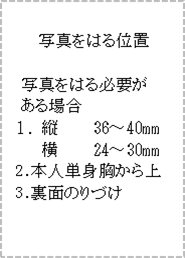 写真をはる位置
写真をはる必要が
ある場合
1. 縦　36～40mm
横　24～30mm
2.本人単身胸から上
3.裏面のりづけ